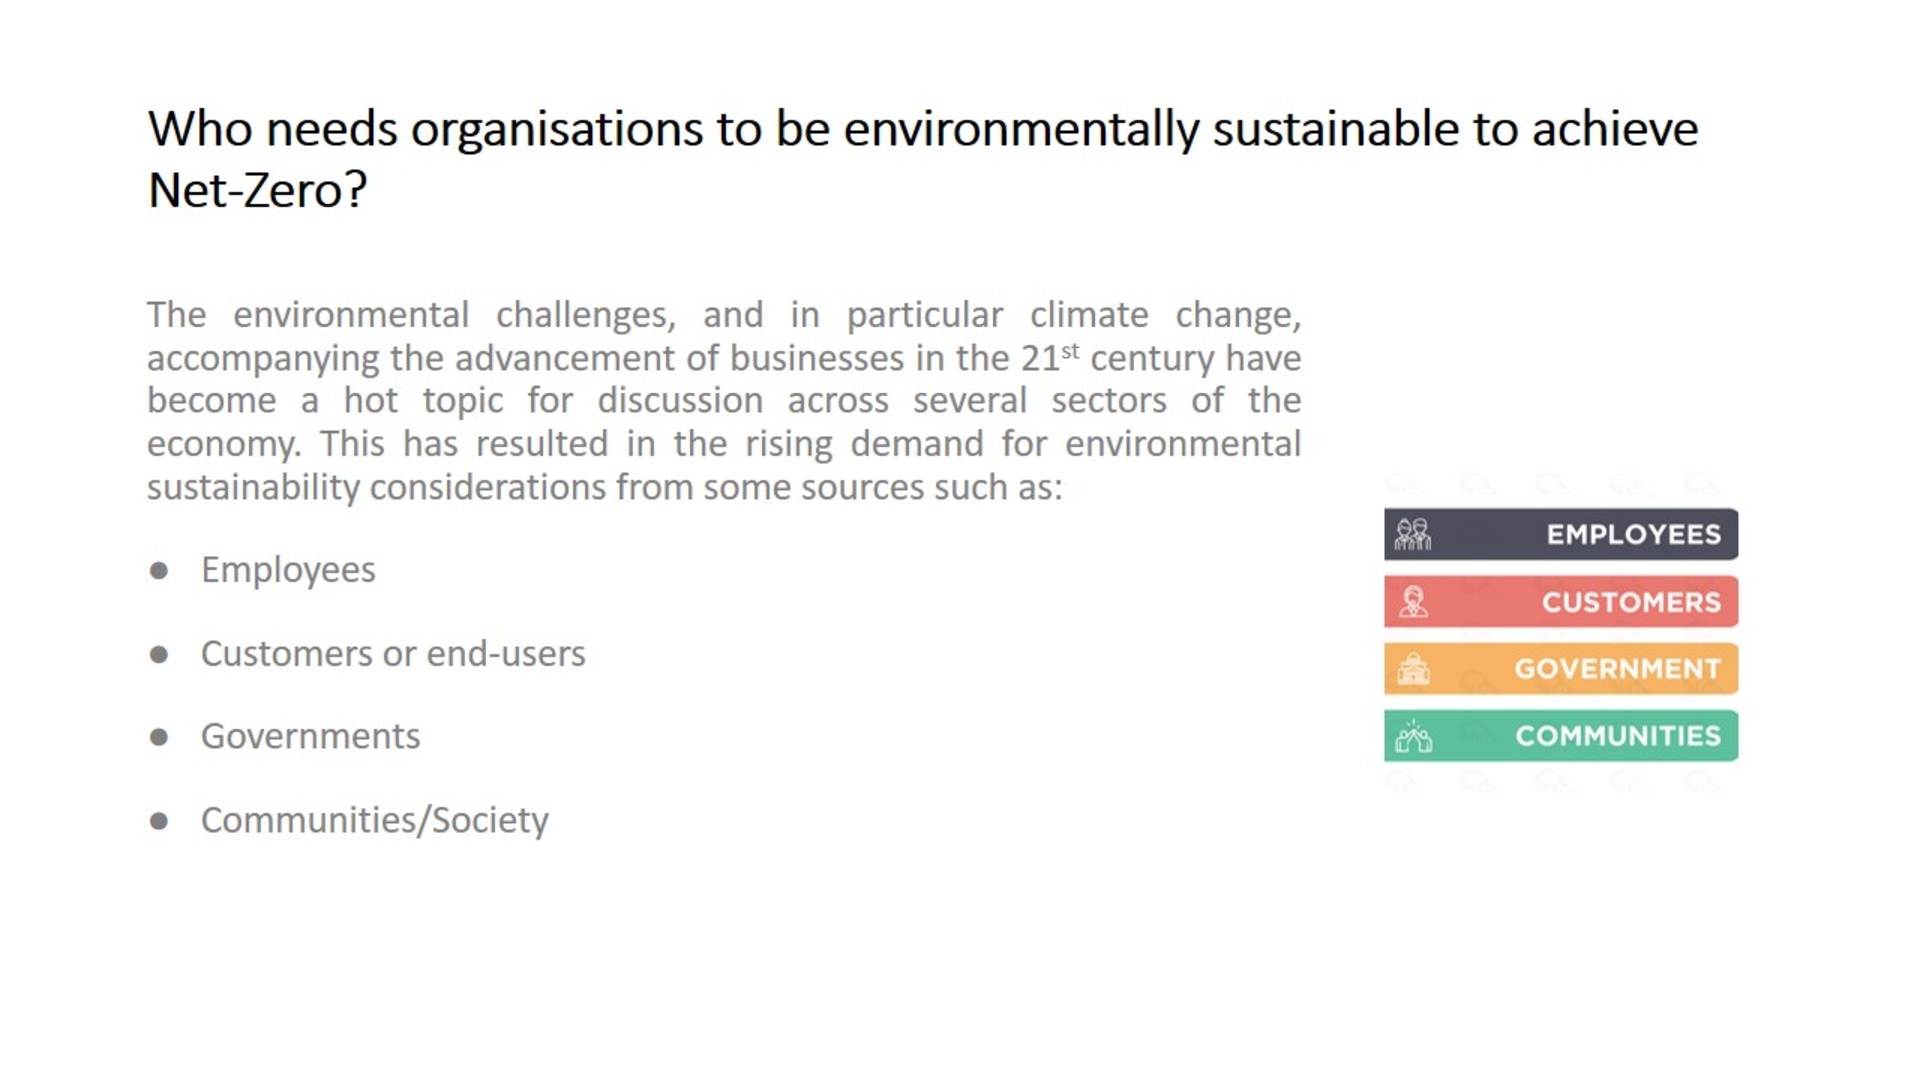 Who needs organisations to be environmentally sustainable to achieve
Net-Zero?
The environmental challenges, and in particular climate change,
accompanying the advancement of businesses in the 21st century have
become a hot topic for discussion across several sectors of the
economy. This has resulted in the rising demand for environmental
sustainability considerations from some sources such as:
● Employees
● Customers or end-users
● Governments
● Communities/Society
EMPLOYEES
CUSTOMERS
GOVERNMENT
COMMUNITIES